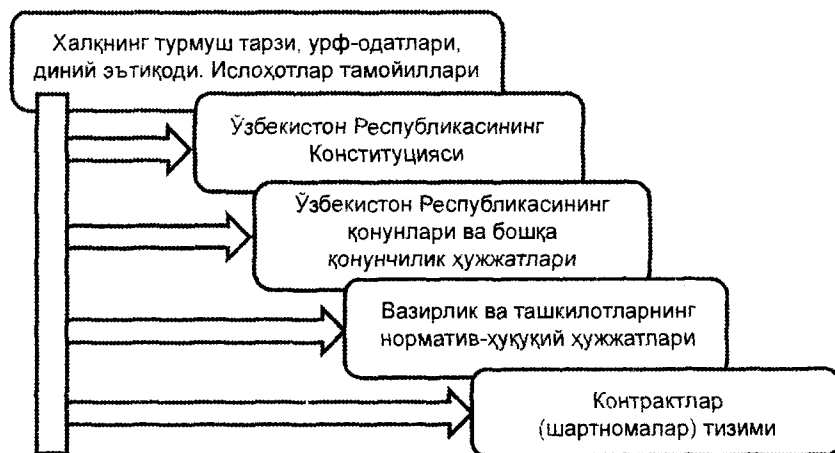 Халқнинг турмуш тарзи, урф-одатлари,
диний эътиқоди. Ислоҳотлар тамойиллари
Ўзбекистон Республикасининг
Конституцияси
Ўзбекистон Республикасининг
қонунлари ва бошқа
қонунчилик ҳужжатлари
Вазирлик ва ташкилотларнинг
норматив-ҳуқуқий ҳужжатлари
Контрактлар
(шартномалар) тизими